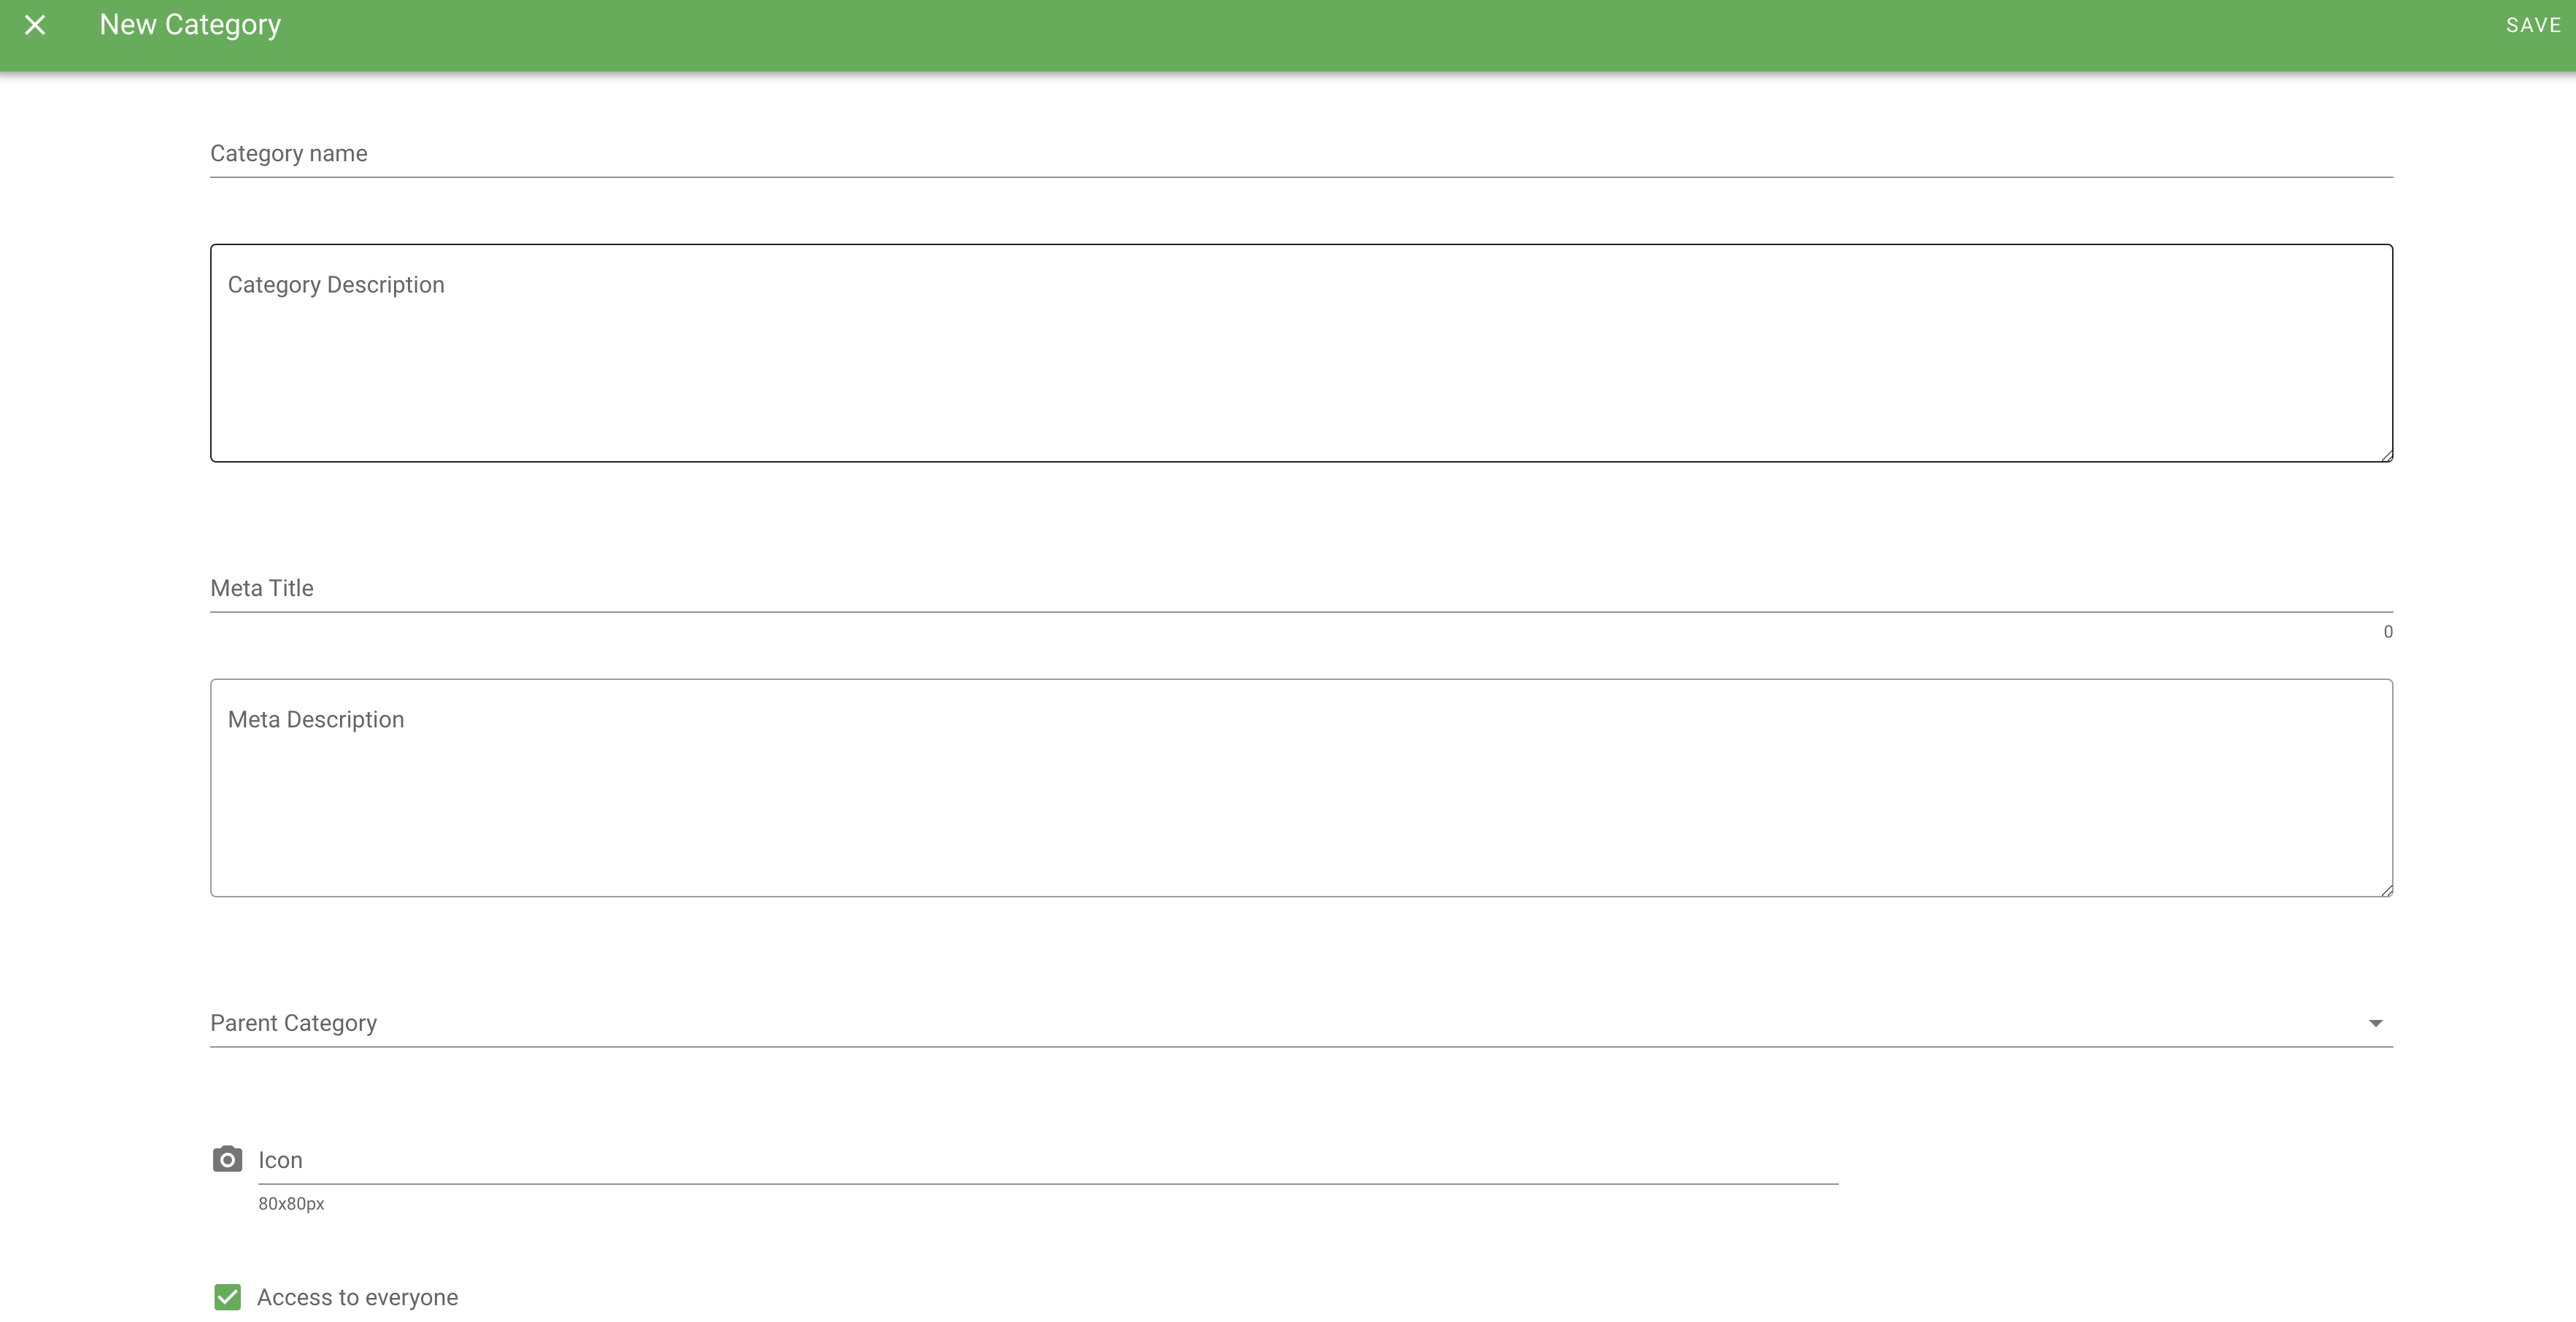 New Category
SAVE
Category name
Category Description
Meta Title
0
Meta Description
Parent Category
Icon
80x80px
Access to everyone